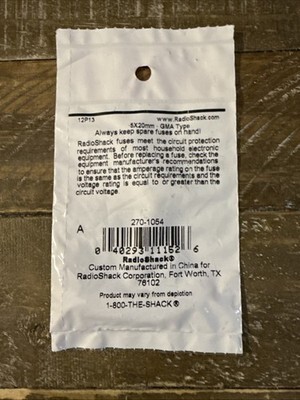 12P13 www.RadioShack.com
5X20mm - GMA Type
Always keep spare fuses on hand!
RadioShack fuses meet the circuit protection
requirements of most household electronic
equipment. Before replacing a fuse, check the
equipment manufacturer's recommendations
to ensure that the amperage rating on the fuse
is the same as the circuit requirements and the
voltage rating is equal to or greater than the
circuit voltage.
270-1054
A
0 40293 11152 6
RadioShack®
Custom Manufactured in China for
RadioShack Corporation, Fort Worth, TX
76102
Product may vary from depiction
1-800-THE-SHACK®